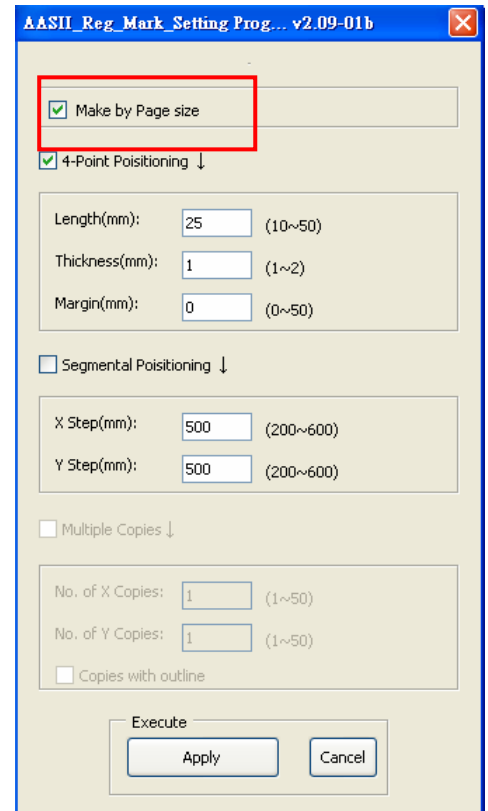 AASII_Reg_Mark_Setting Prog... v2.09-01b
Make by Page size
4-Point Poisitioning ↓
Length(mm): 25 (10~50)
Thickness(mm): 1 (1~2)
Margin(mm): 0 (0~50)
Segmental Poisitioning ↓
X Step(mm): 500 (200~600)
Y Step(mm): 500 (200~600)
Multiple Copies ↓
No. of X Copies: 1 (1~50)
No. of Y Copies: 1 (1~50)
Copies with outline
Execute
Apply Cancel